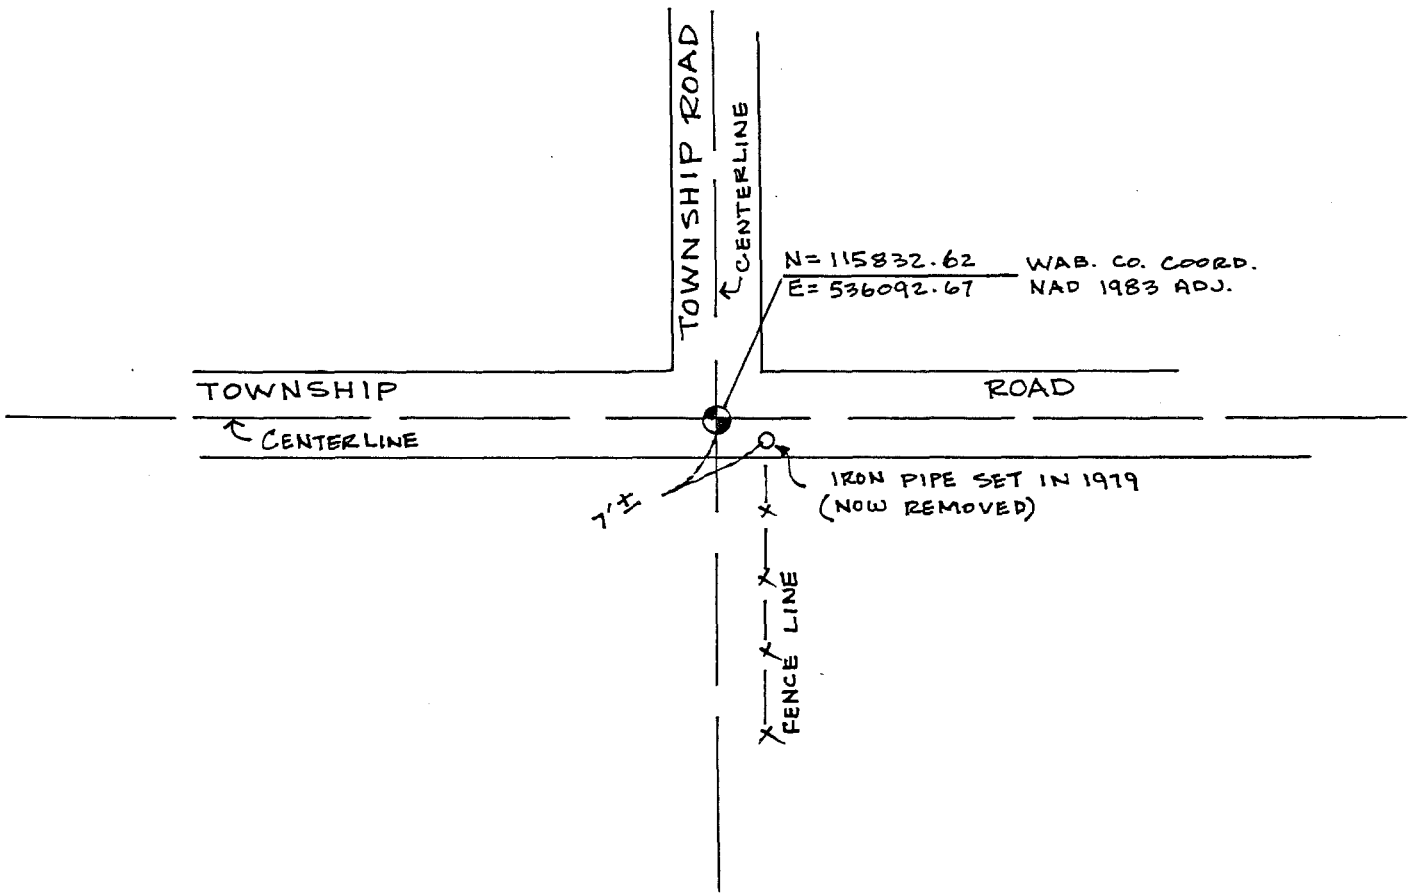 TOWNSHIP ROAD
CENTERLINE
N= 115832.62 WAB. CO. COORD.
E= 536092.67 NAD 1983 ADJ.
TOWNSHIP ROAD
CENTERLINE
IRON PIPE SET IN 1979
(NOW REMOVED)
7'±
FENCE LINE